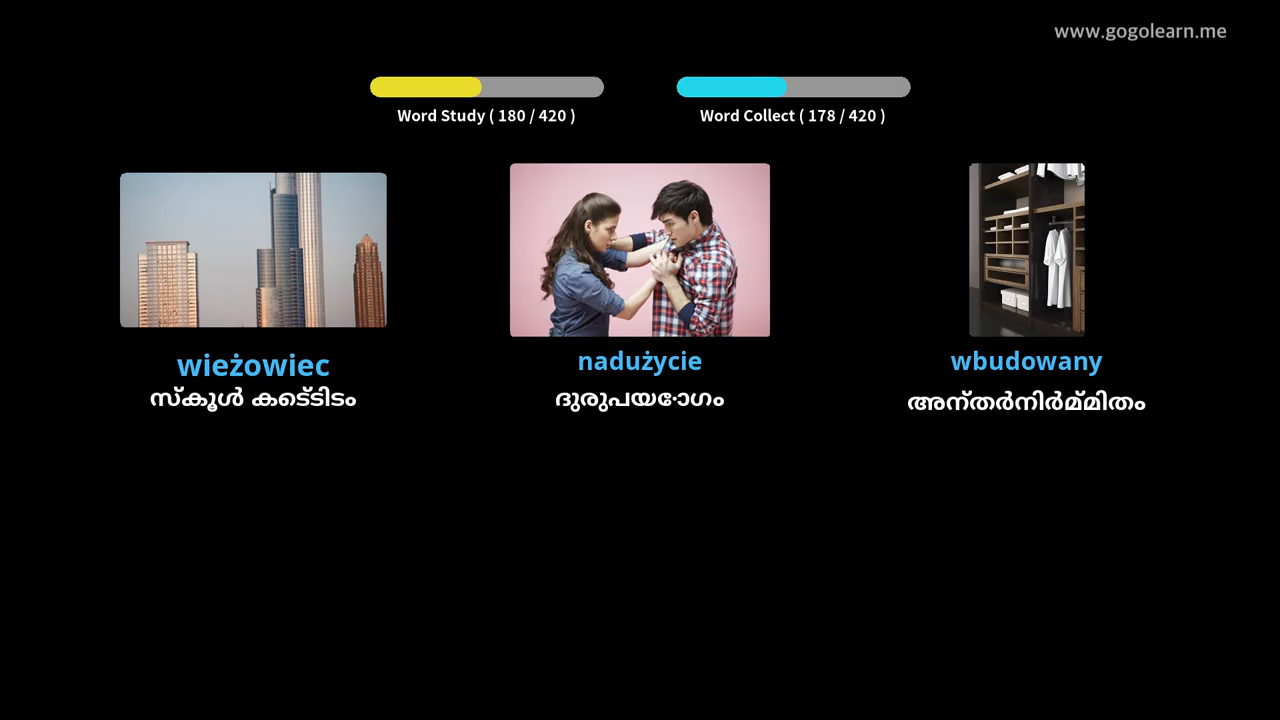 www.gogolearn.me
Word Study ( 180 / 420 )
Word Collect ( 178 / 420 )
wieżowiec
സ്കൂൾ കെട്ടിടം
nadużycie
ദുരുപയോഗം
wbudowany
അന്തർനിർമ്മിതം